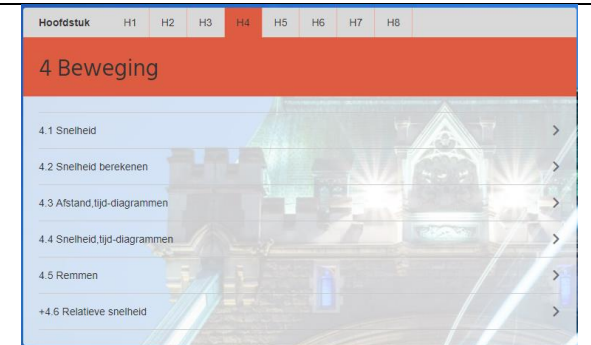 Hoofdstuk H1 H2 H3 H4 H5 H6 H7 H8
4 Beweging
4.1 Snelheid
4.2 Snelheid berekenen
4.3 Afstand,tijd-diagrammen
4.4 Snelheid,tijd-diagrammen
4.5 Remmen
+4.6 Relatieve snelheid